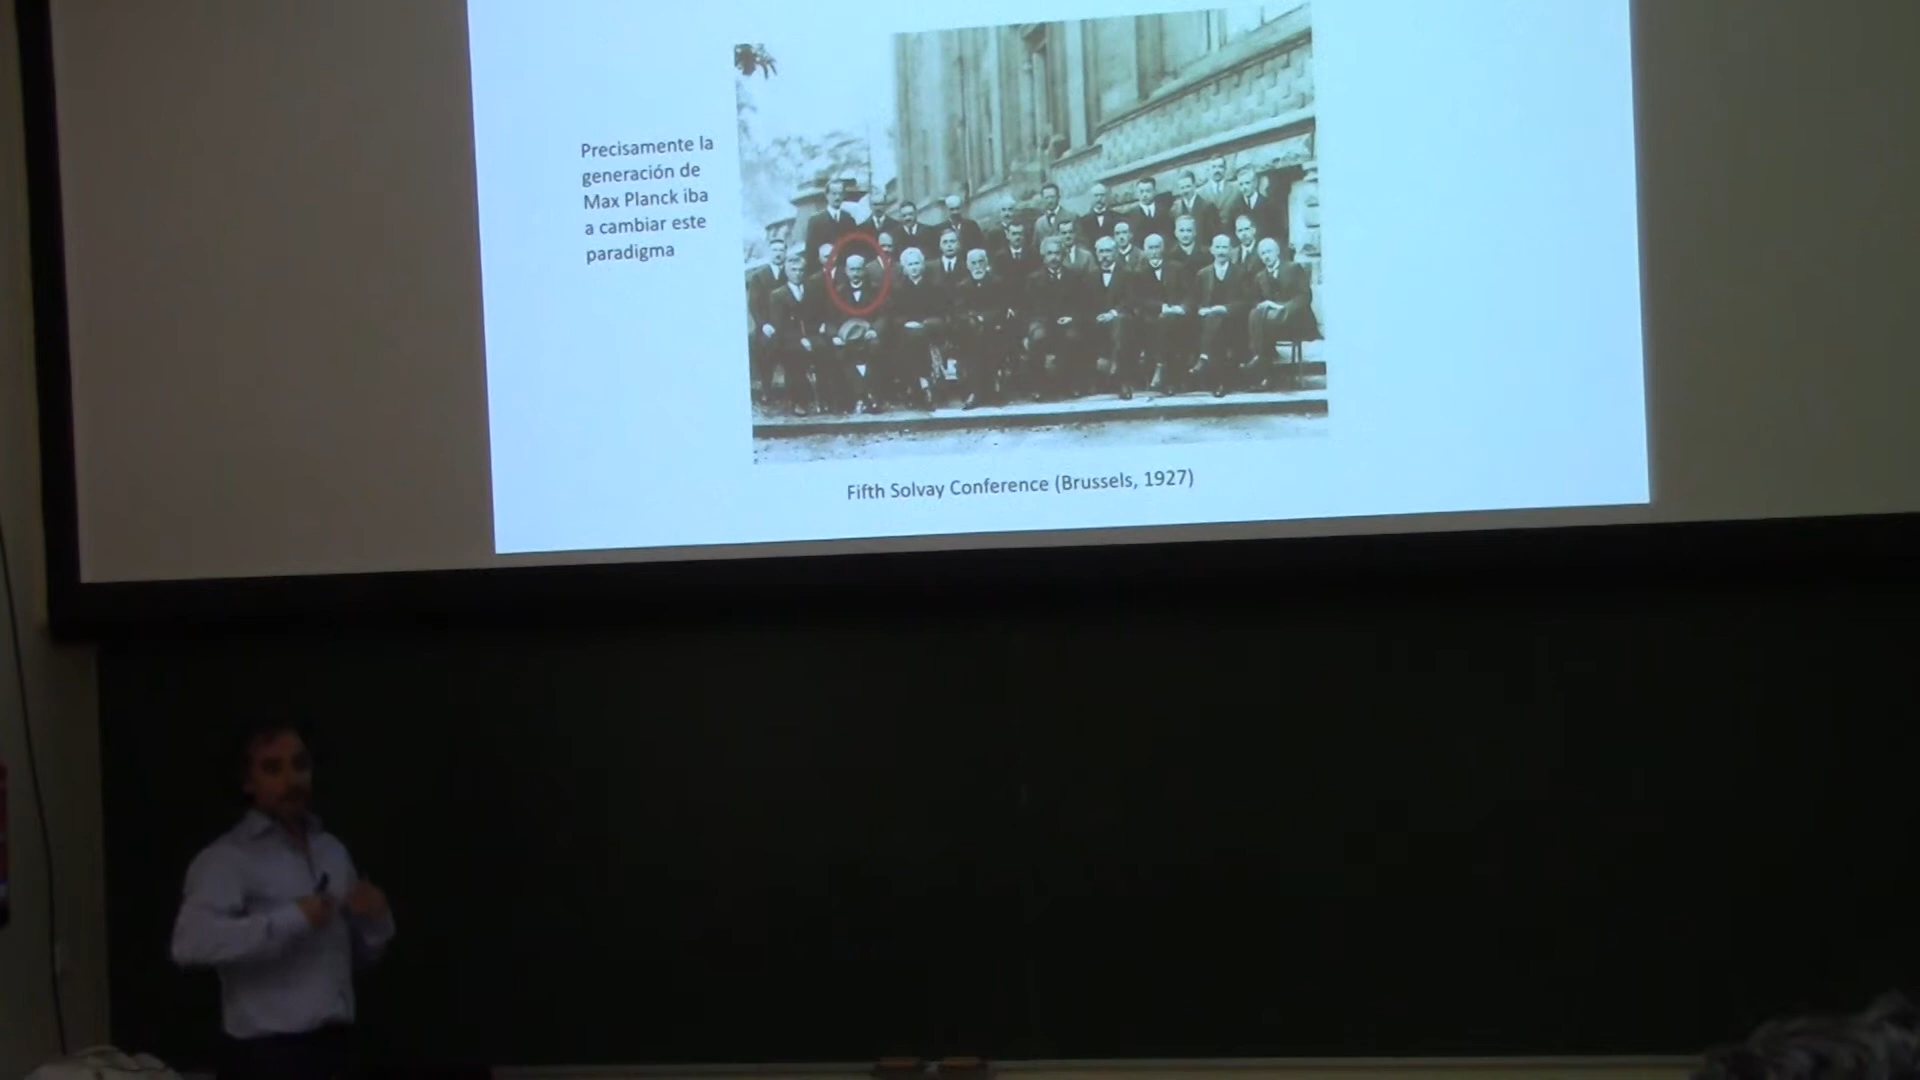 Precisamente la
generación de
Max Planck iba
a cambiar este
paradigma
Fifth Solvay Conference (Brussels, 1927)